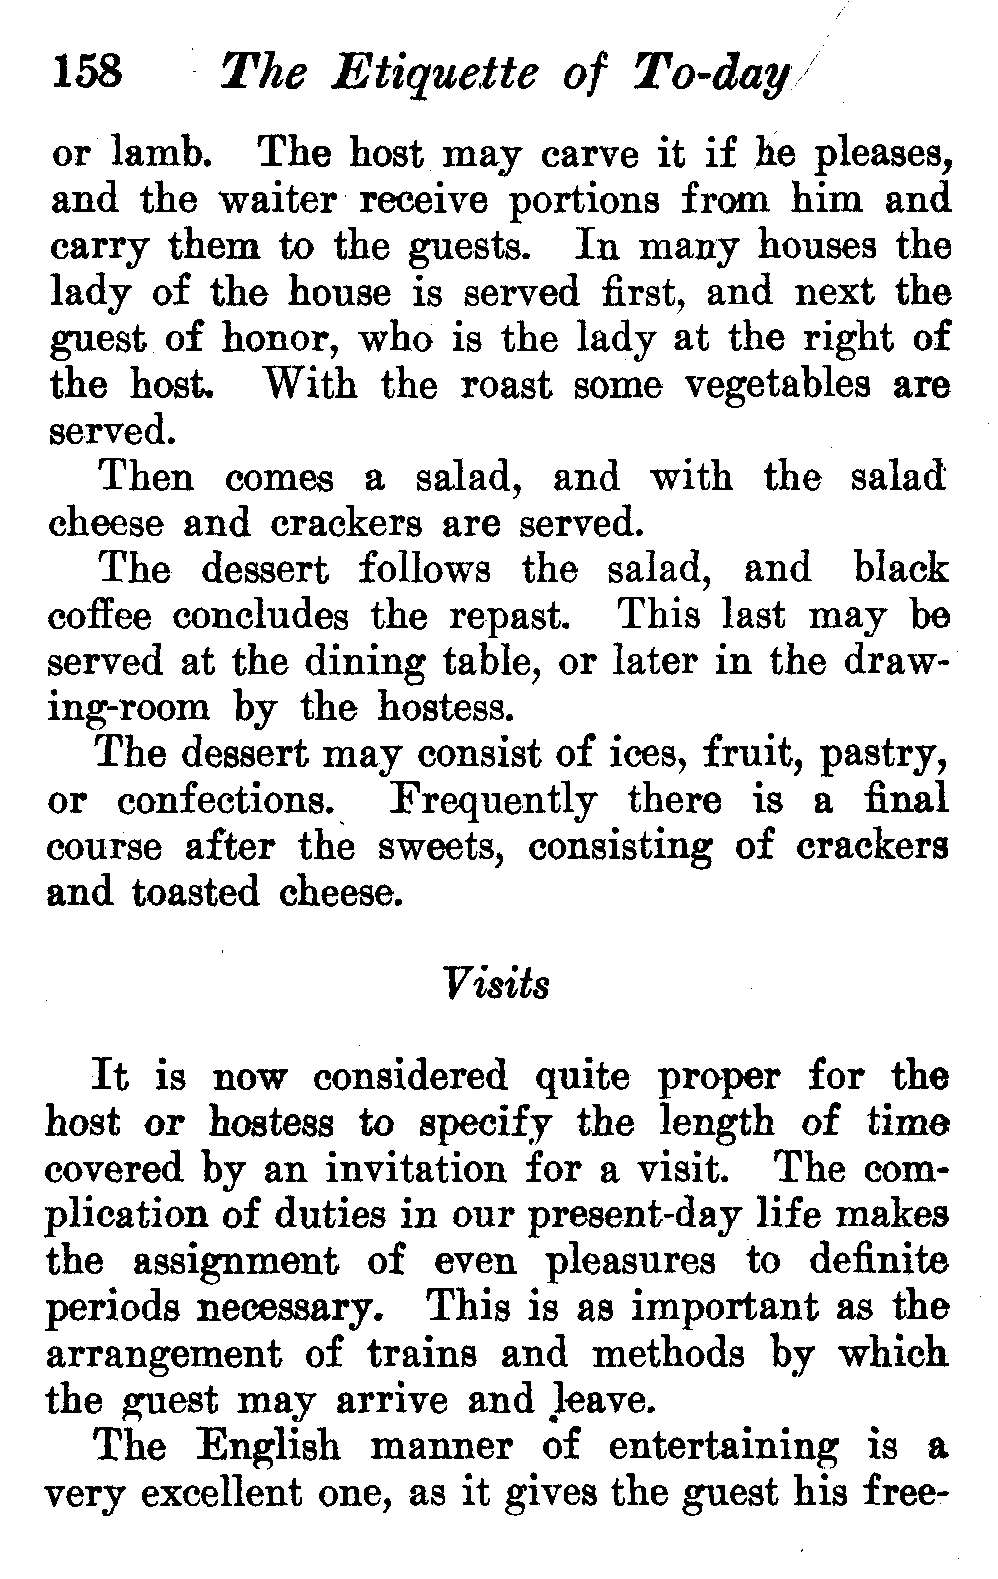 158 The Etiquette of To-day
or lamb. The host may carve it if he pleases,
and the waiter receive portions from him and
carry them to the guests. In many houses the
lady of the house is served first, and next the
guest of honor, who is the lady at the right of
the host. With the roast some vegetables are
served.
Then comes a salad, and with the salad
cheese and crackers are served.
The dessert follows the salad, and black
coffee concludes the repast. This last may be
served at the dining table, or later in the draw-
ing-room by the hostess.
The dessert may consist of ices, fruit, pastry,
or confections. Frequently there is a final
course after the sweets, consisting of crackers
and toasted cheese.
Visits
It is now considered quite proper for the
host or hostess to specify the length of time
covered by an invitation for a visit. The com-
plication of duties in our present-day life makes
the assignment of even pleasures to definite
periods necessary. This is as important as the
arrangement of trains and methods by which
the guest may arrive and leave.
The English manner of entertaining is a
very excellent one, as it gives the guest his free-